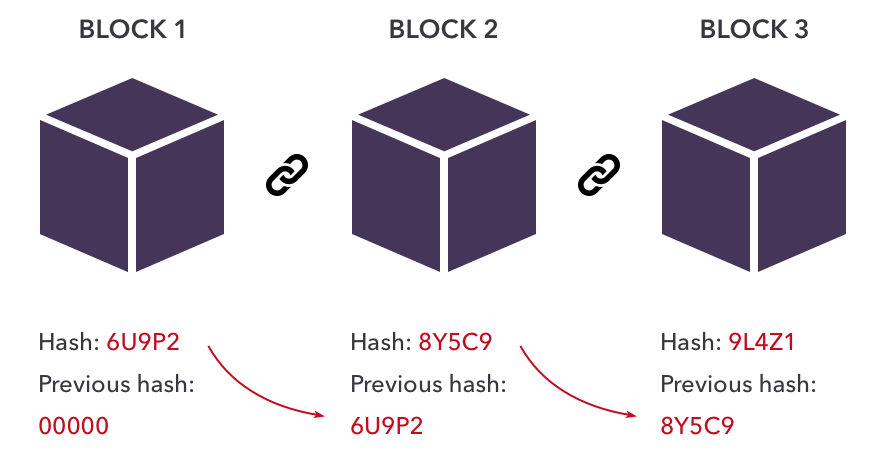 BLOCK 1
BLOCK 2
BLOCK 3
Hash: 6U9P2
Previous hash:
00000
Hash: 8Y5C9
Previous hash:
6U9P2
Hash: 9L4Z1
Previous hash:
8Y5C9